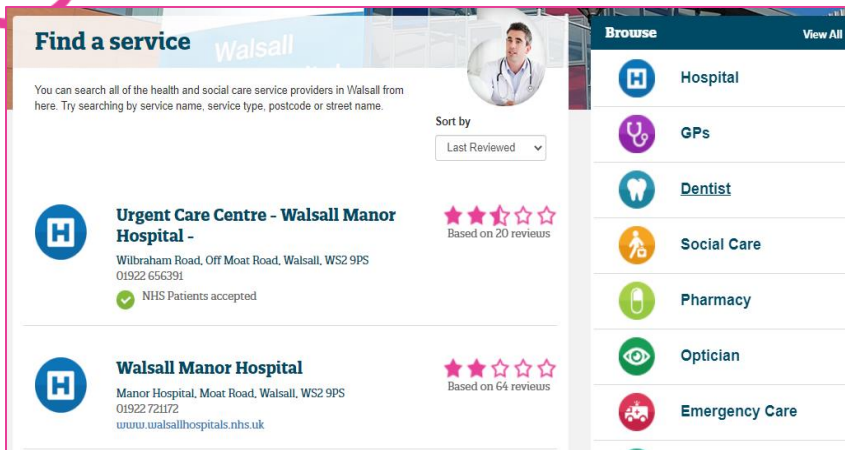 Find a service
Walsall
You can search all of the health and social care service providers in Walsall from
here. Try searching by service name, service type, postcode or street name.
Sort by
Last Reviewed
H
Urgent Care Centre - Walsall Manor
Hospital -
Wilbraham Road, Off Moat Road, Walsall, WS2 9PS
01922 656391
NHS Patients accepted
Based on 20 reviews
H
Walsall Manor Hospital
Manor Hospital, Moat Road, Walsall, WS2 9PS
01922 721172
www.walsallhospitals.nhs.uk
Based on 64 reviews
Browse
View All
H
Hospital
GPs
Dentist
Social Care
Pharmacy
Optician
Emergency Care